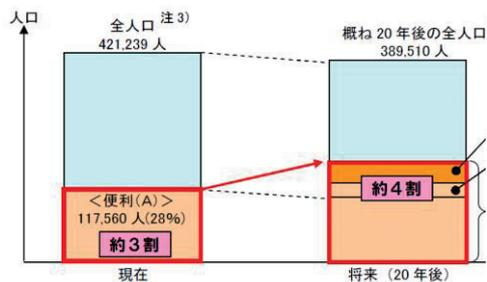 人口
全人口 注3)
421,239 人
概ね 20 年後の全人口
389,510 人
＜便利(A)＞
117,560 人(28%)
約3割
約4割
現在
将来（20 年後）